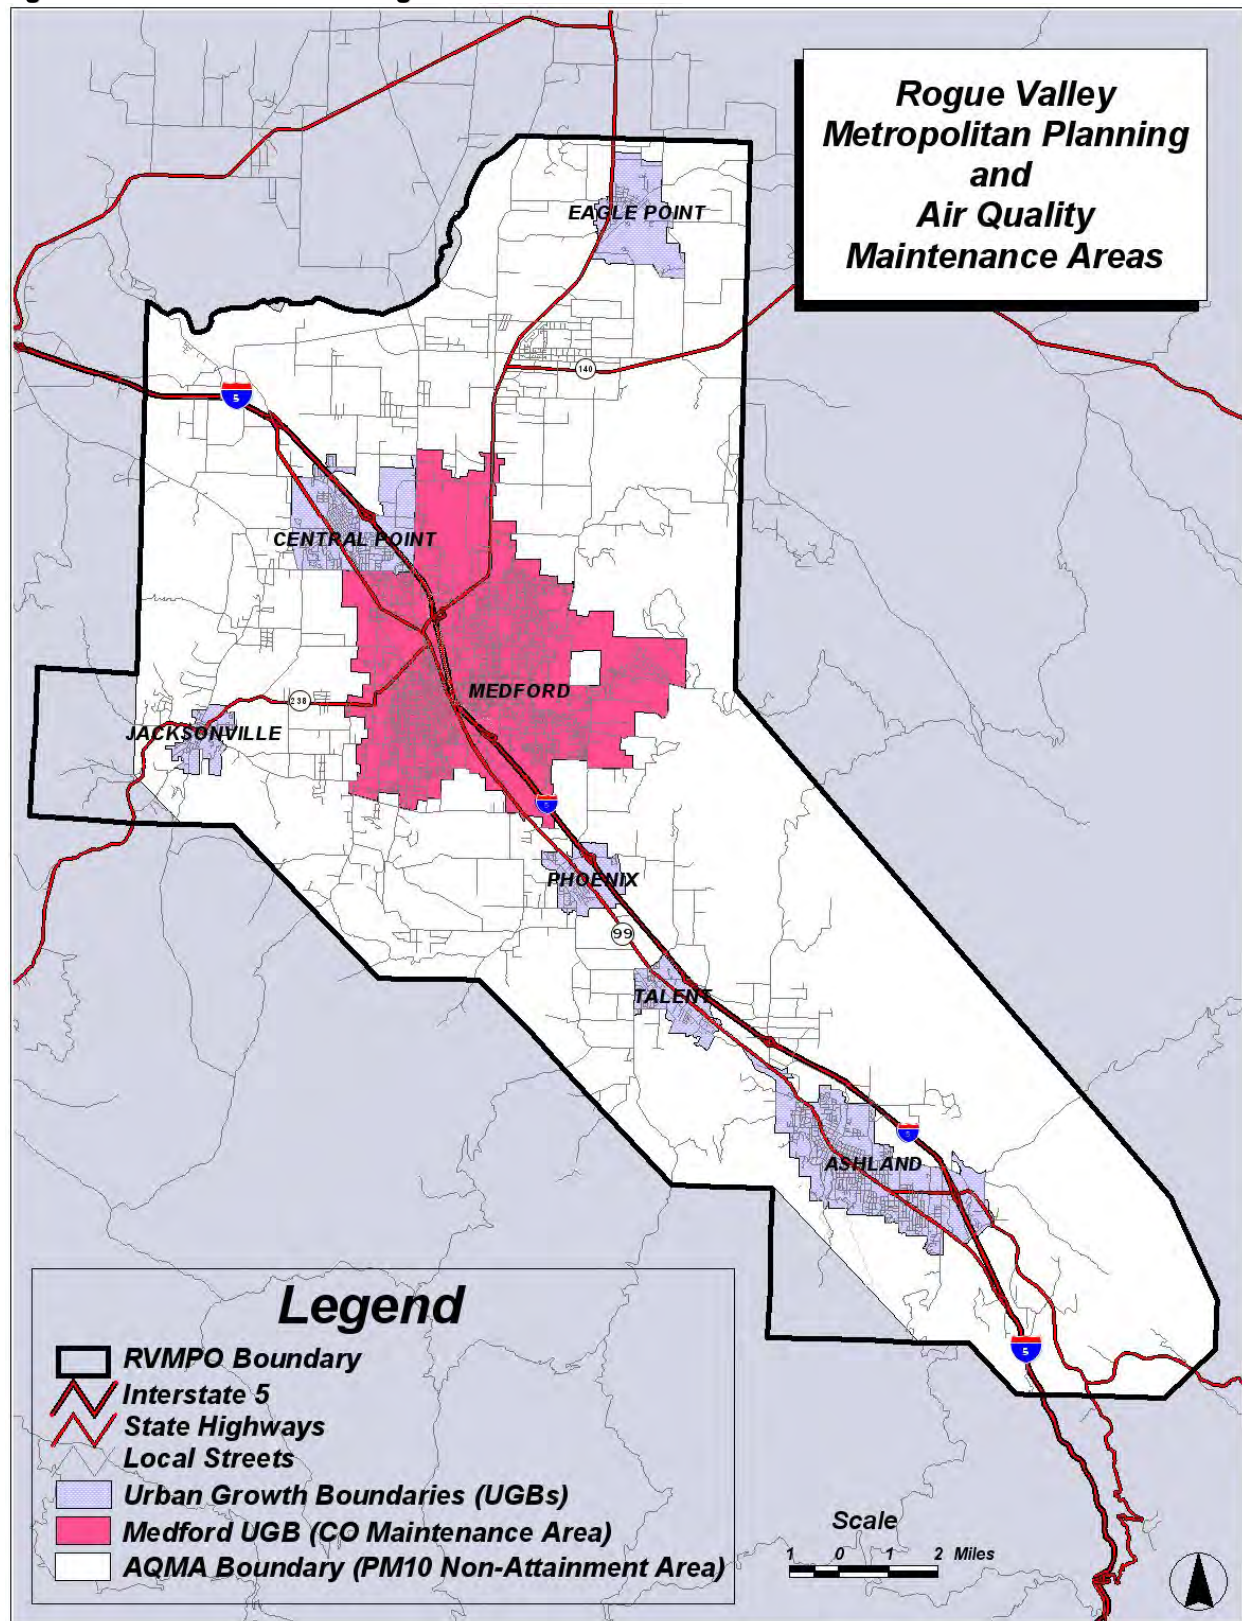 Rogue Valley
Metropolitan Planning
and
Air Quality
Maintenance Areas
EAGLE POINT
140
5
CENTRAL POINT
MEDFORD
238
JACKSONVILLE
5
PHOENIX
99
TALENT
5
ASHLAND
5
Legend
RVMPO Boundary
Interstate 5
State Highways
Local Streets
Urban Growth Boundaries (UGBs)
Medford UGB (CO Maintenance Area)
AQMA Boundary (PM10 Non-Attainment Area)
Scale
1 0 1 2 Miles